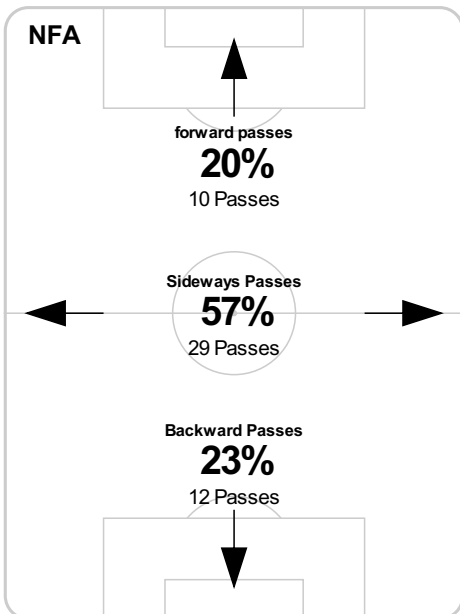 NFA
forward passes
20%
10 Passes
Sideways Passes
57%
29 Passes
Backward Passes
23%
12 Passes